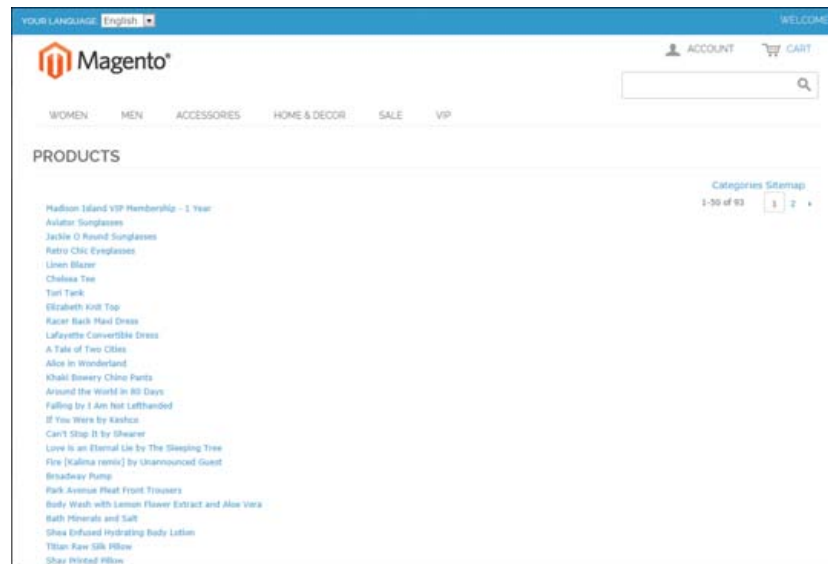 YOUR LANGUAGE: English
WELCOME
Magento®
ACCOUNT
CART
WOMEN MEN ACCESSORIES HOME & DECOR SALE VIP
PRODUCTS
Categories Sitemap
1-50 of 93 1 2
Madison Island VIP Membership - 1 Year
Aviator Sunglasses
Jackie O Round Sunglasses
Retro Chic Eyeglasses
Linen Blazer
Chelsea Tee
Tori Tank
Elizabeth Knit Top
Racer Back Maxi Dress
Lafayette Convertible Dress
A Tale of Two Cities
Alice in Wonderland
Khaki Bowery Chino Pants
Around the World in 80 Days
Falling by I Am Not Lefthanded
If You Were by Keshco
Can't Stop It by Shearer
Love is an Eternal Lie by The Sleeping Tree
Fire [Kalima remix] by Unannounced Guest
Broadway Pump
Park Avenue Pleat Front Trousers
Body Wash with Lemon Flower Extract and Aloe Vera
Bath Minerals and Salt
Shea Enfused Hydrating Body Lotion
Titian Raw Silk Pillow
Shay Printed Pillow